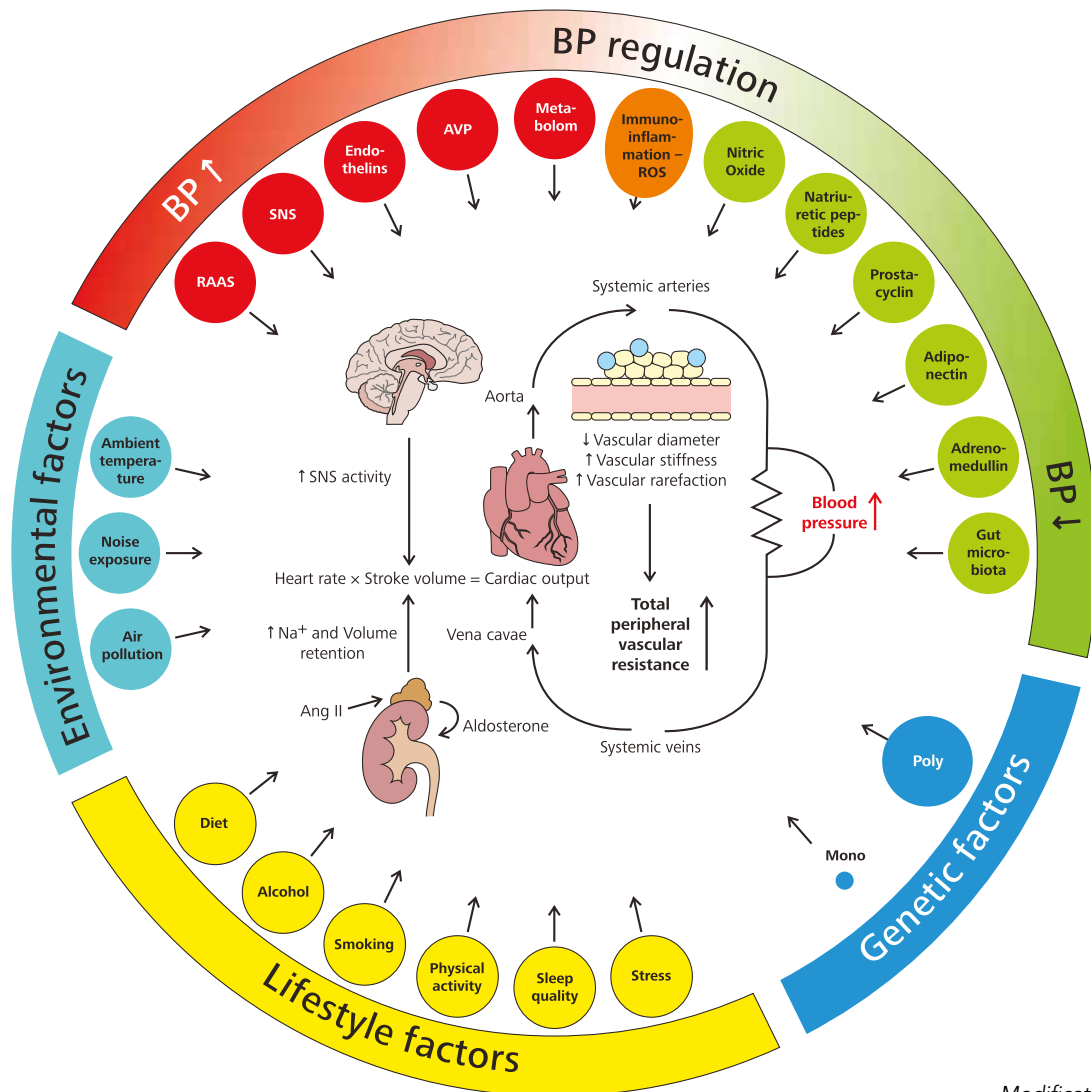 BP regulation
BP ↑
BP ↓
Meta-
bolom
AVP
Endo-
thelins
SNS
RAAS
Immuno-
inflam-
mation –
ROS
Nitric
Oxide
Natriu-
retic pep-
tides
Prosta-
cyclin
Adipo-
nectin
Adreno-
medullin
Gut
micro-
biota
Environmental factors
Ambient
tempera-
ture
Noise
exposure
Air
pollution
Systemic arteries
Aorta
↓ Vascular diameter
↑ Vascular stiffness
↑ Vascular rarefaction
↑ SNS activity
Blood
pressure ↑
Heart rate × Stroke volume = Cardiac output
Total
peripheral
vascular
resistance ↑
↑ Na+ and Volume
retention
Vena cavae
Ang II
Aldosterone
Systemic veins
Genetic factors
Poly
Mono
Lifestyle factors
Diet
Alcohol
Smoking
Physical
activity
Sleep
quality
Stress